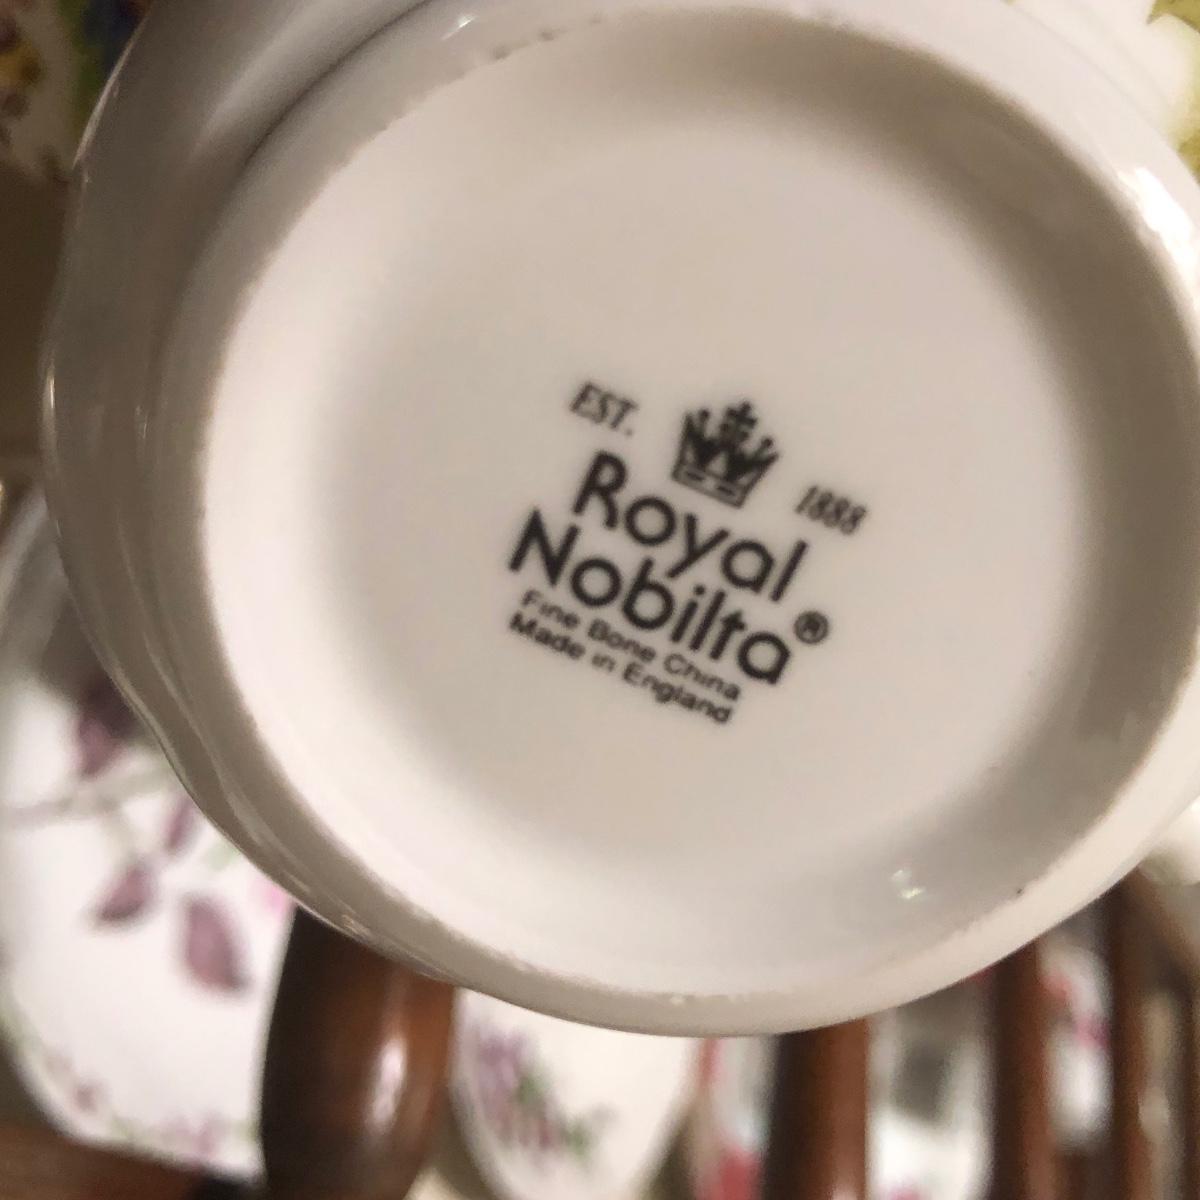 EST. 1888
Royal
Nobilta®
Fine Bone China
Made in England